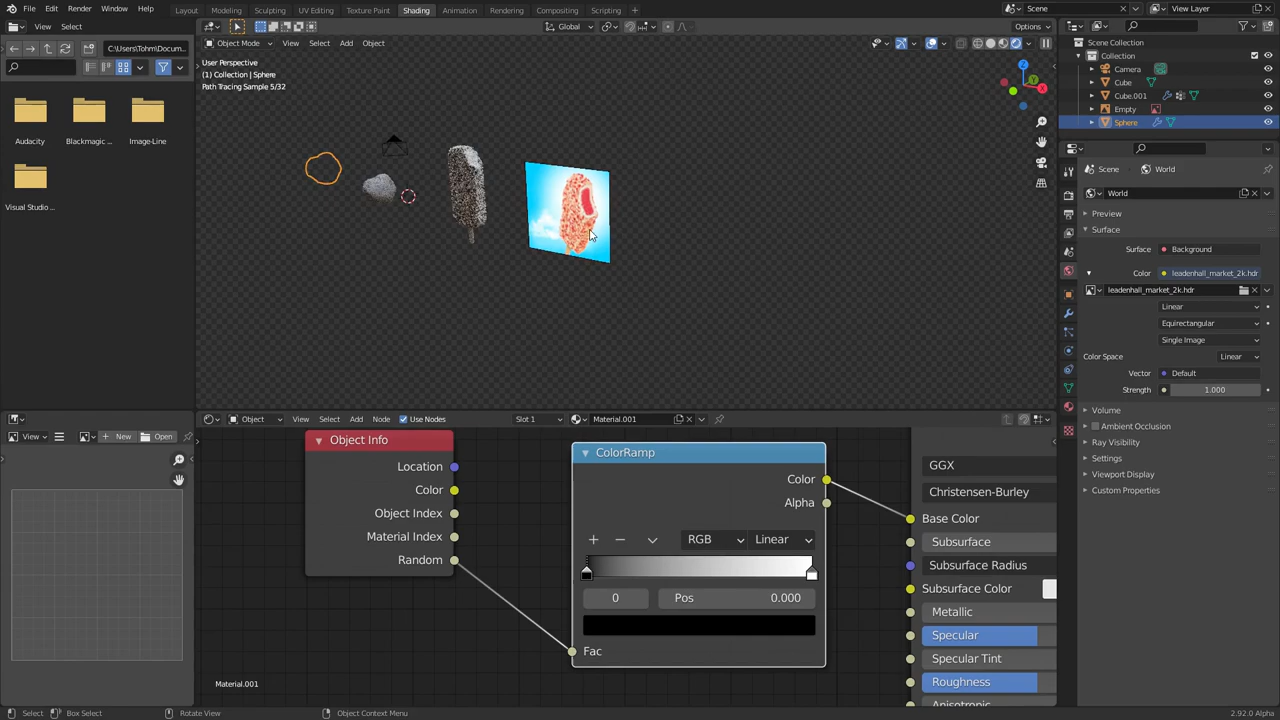 File Edit Render Window Help Layout Modeling Sculpting UV Editing Texture Paint Shading Animation Rendering Compositing Scripting + Scene View Layer
View Select C:\Users\Tohm\Docum... Global Options
Object Mode View Select Add Object
Audacity Blackmagic ... Image-Line
Visual Studio ...
User Perspective
(1) Collection | Sphere
Path Tracing Sample 5/32
X
Y
Z
Scene Collection
Collection
Camera
Cube
Cube.001
Empty
Sphere
Scene World
World
Preview
Surface
Surface Background
Color leadenhall_market_2k.hdr
leadenhall_market_2k.hdr
Linear
Equirectangular
Single Image
Color Space Linear
Vector Default
Strength 1.000
Volume
Ambient Occlusion
Ray Visibility
Settings
Viewport Display
Custom Properties
View + New Open
Object View Select Add Node Use Nodes Slot 1 Material.001
Object Info
Location
Color
Object Index
Material Index
Random
ColorRamp
Color
Alpha
+ − RGB Linear
0 Pos 0.000
Fac
GGX
Christensen-Burley
Base Color
Subsurface
Subsurface Radius
Subsurface Color
Metallic
Specular
Specular Tint
Roughness
Material.001
Select Box Select Rotate View Object Context Menu 2.92.0 Alpha